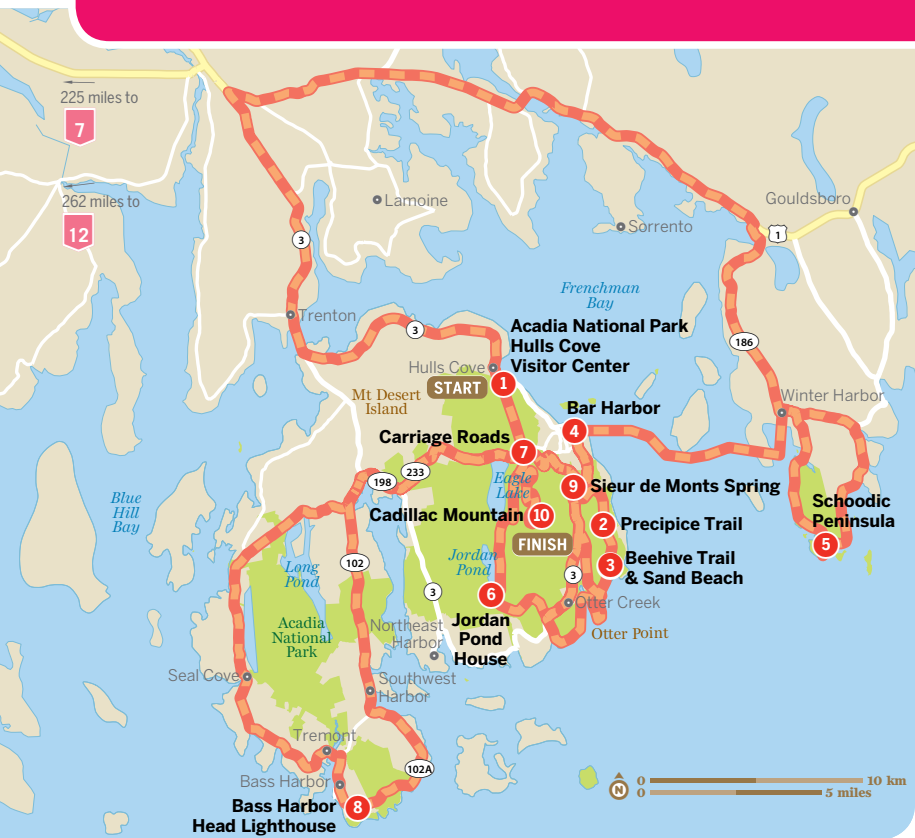 225 miles to
7
262 miles to
12
Lamoine
Gouldsboro
Sorrento
1
3
Frenchman
Bay
Trenton
3
Acadia National Park
Hulls Cove
Visitor Center
186
Hulls Cove
START
1
Mt Desert
Island
Winter Harbor
Bar Harbor
4
Carriage Roads
7
233
198
Eagle
Lake
9
Sieur de Monts Spring
Blue
Hill
Bay
Cadillac Mountain
10
2
Precipice Trail
Schoodic
Peninsula
5
FINISH
Jordan
Pond
3
Beehive Trail
& Sand Beach
Long
Pond
102
3
3
6
Otter Creek
Jordan
Pond
House
Otter Point
Acadia
National
Park
Northeast
Harbor
Seal Cove
Southwest
Harbor
Tremont
102A
Bass Harbor
Bass Harbor
Head Lighthouse
8
N
0
10 km
0
5 miles